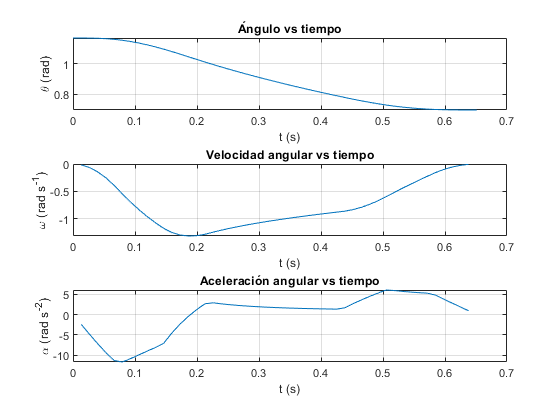 Ángulo vs tiempo
θ (rad)
1
0.8
0 0.1 0.2 0.3 0.4 0.5 0.6 0.7
t (s)
Velocidad angular vs tiempo
ω (rad s⁻¹)
0
-0.5
-1
0 0.1 0.2 0.3 0.4 0.5 0.6 0.7
t (s)
Aceleración angular vs tiempo
α (rad s⁻²)
5
0
-5
-10
0 0.1 0.2 0.3 0.4 0.5 0.6 0.7
t (s)